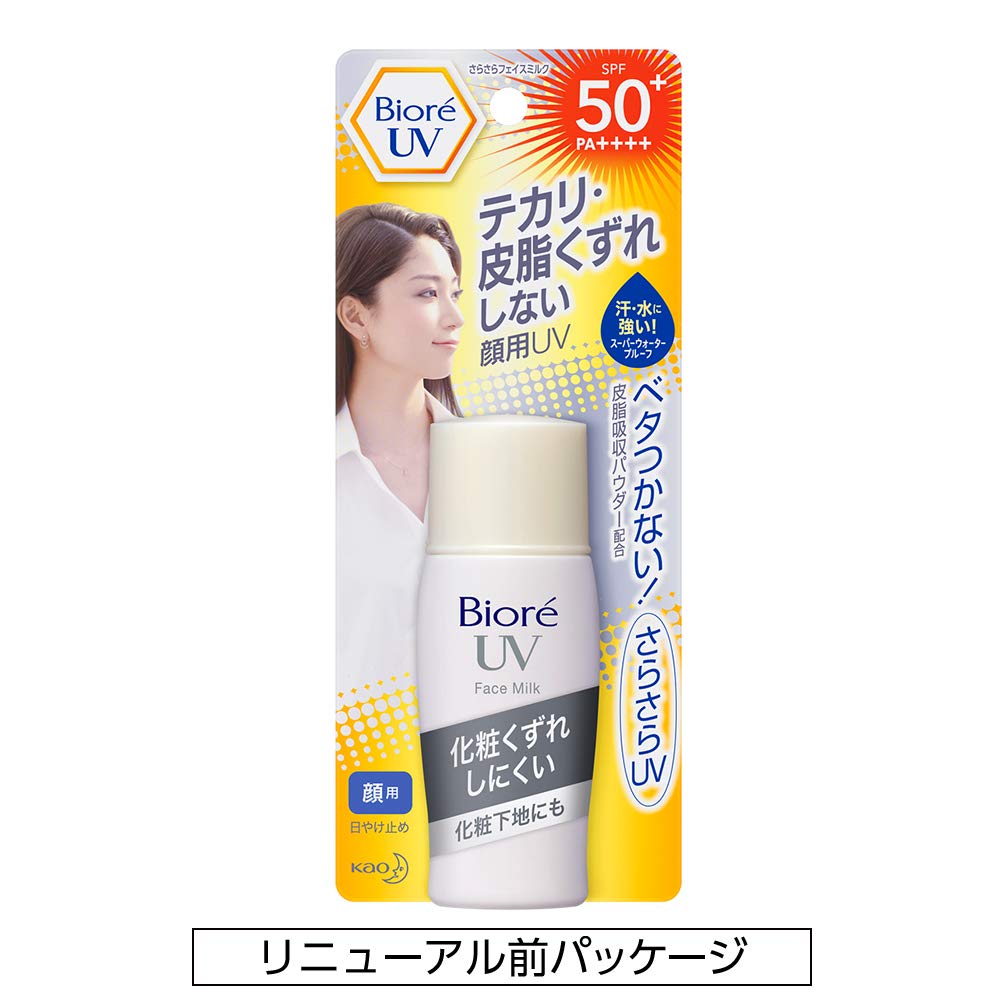 さらさらフェイスミルク
Bioré
UV
SPF
50+
PA++++
テカリ・
皮脂くずれ
しない
顔用UV
汗・水に
強い!
スーパーウォーター
プルーフ
ベタつかない!
さらさらUV
皮脂吸収パウダー配合
Bioré
UV
Face Milk
化粧くずれ
しにくい
化粧下地にも
顔用
日やけ止め
Kao
リニューアル前パッケージ